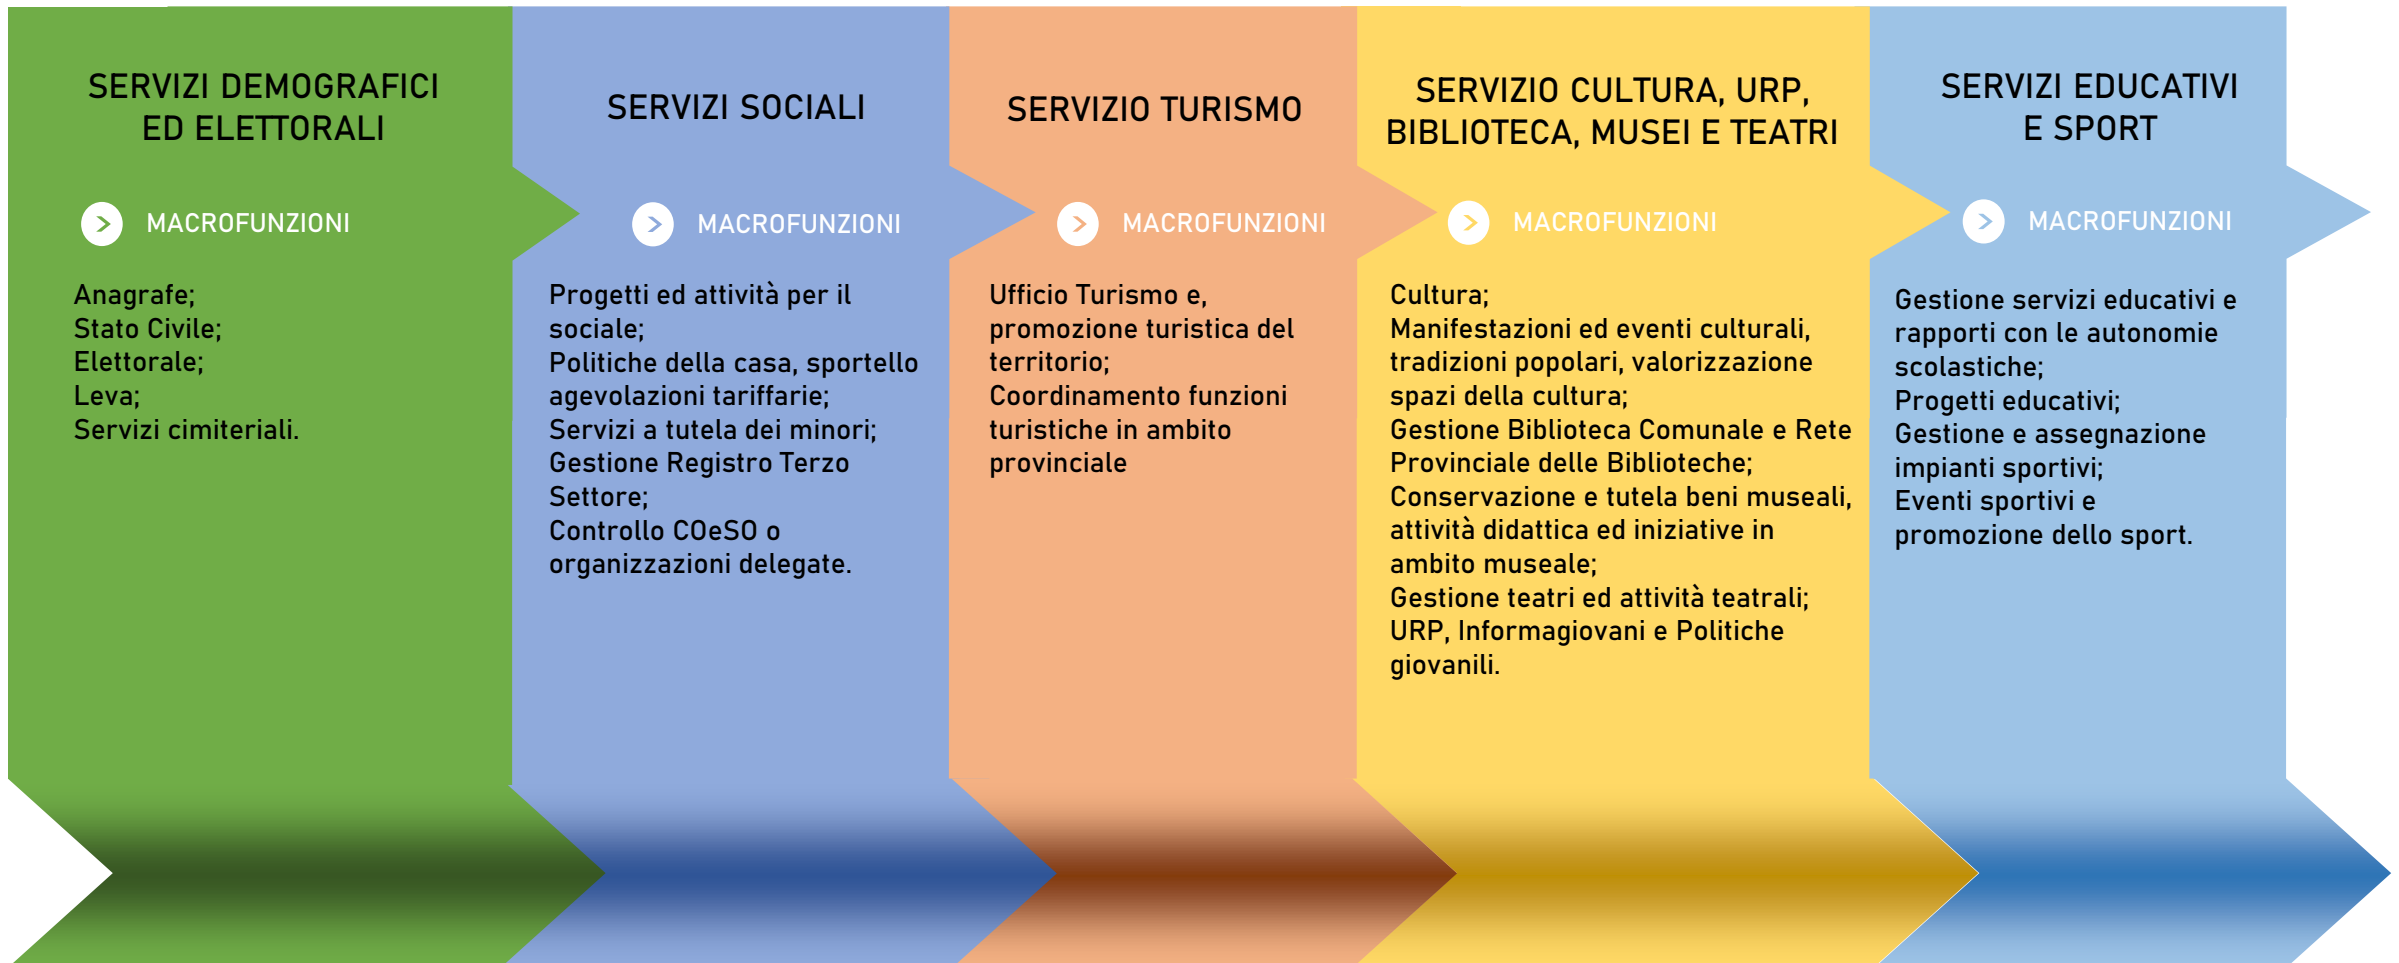 SERVIZI DEMOGRAFICI
ED ELETTORALI
MACROFUNZIONI
Anagrafe;
Stato Civile;
Elettorale;
Leva;
Servizi cimiteriali.
SERVIZI SOCIALI
MACROFUNZIONI
Progetti ed attività per il
sociale;
Politiche della casa, sportello
agevolazioni tariffarie;
Servizi a tutela dei minori;
Gestione Registro Terzo
Settore;
Controllo COeSO o
organizzazioni delegate.
SERVIZIO TURISMO
MACROFUNZIONI
Ufficio Turismo e,
promozione turistica del
territorio;
Coordinamento funzioni
turistiche in ambito
provinciale
SERVIZIO CULTURA, URP,
BIBLIOTECA, MUSEI E TEATRI
MACROFUNZIONI
Cultura;
Manifestazioni ed eventi culturali,
tradizioni popolari, valorizzazione
spazi della cultura;
Gestione Biblioteca Comunale e Rete
Provinciale delle Biblioteche;
Conservazione e tutela beni museali,
attività didattica ed iniziative in
ambito museale;
Gestione teatri ed attività teatrali;
URP, Informagiovani e Politiche
giovanili.
SERVIZI EDUCATIVI
E SPORT
MACROFUNZIONI
Gestione servizi educativi e
rapporti con le autonomie
scolastiche;
Progetti educativi;
Gestione e assegnazione
impianti sportivi;
Eventi sportivi e
promozione dello sport.